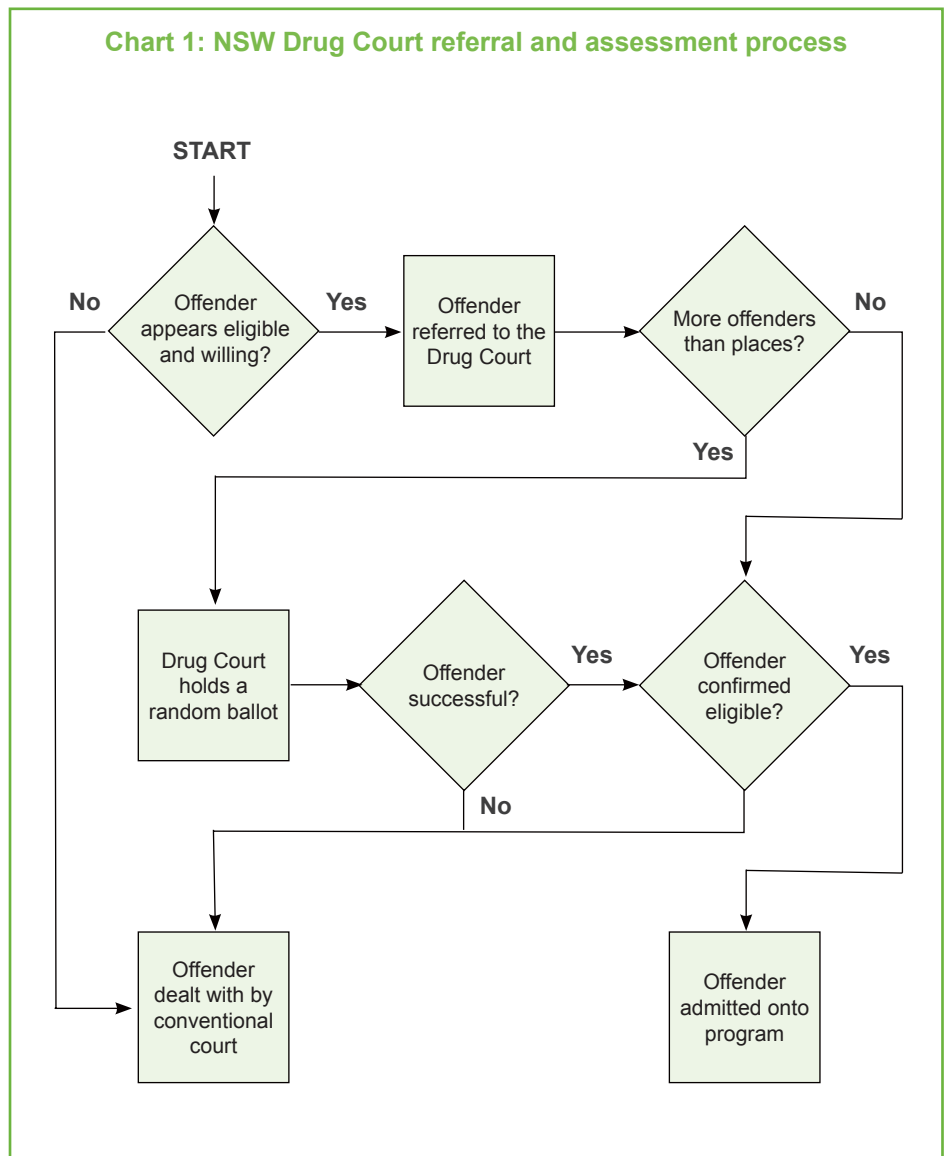 Chart 1: NSW Drug Court referral and assessment process
START
No
Offender
appears eligible
and willing?
Yes
Offender
referred to the
Drug Court
More offenders
than places?
No
Yes
Drug Court
holds a
random ballot
Offender
successful?
Yes
Offender
confirmed
eligible?
Yes
No
Offender
dealt with by
conventional
court
Offender
admitted onto
program